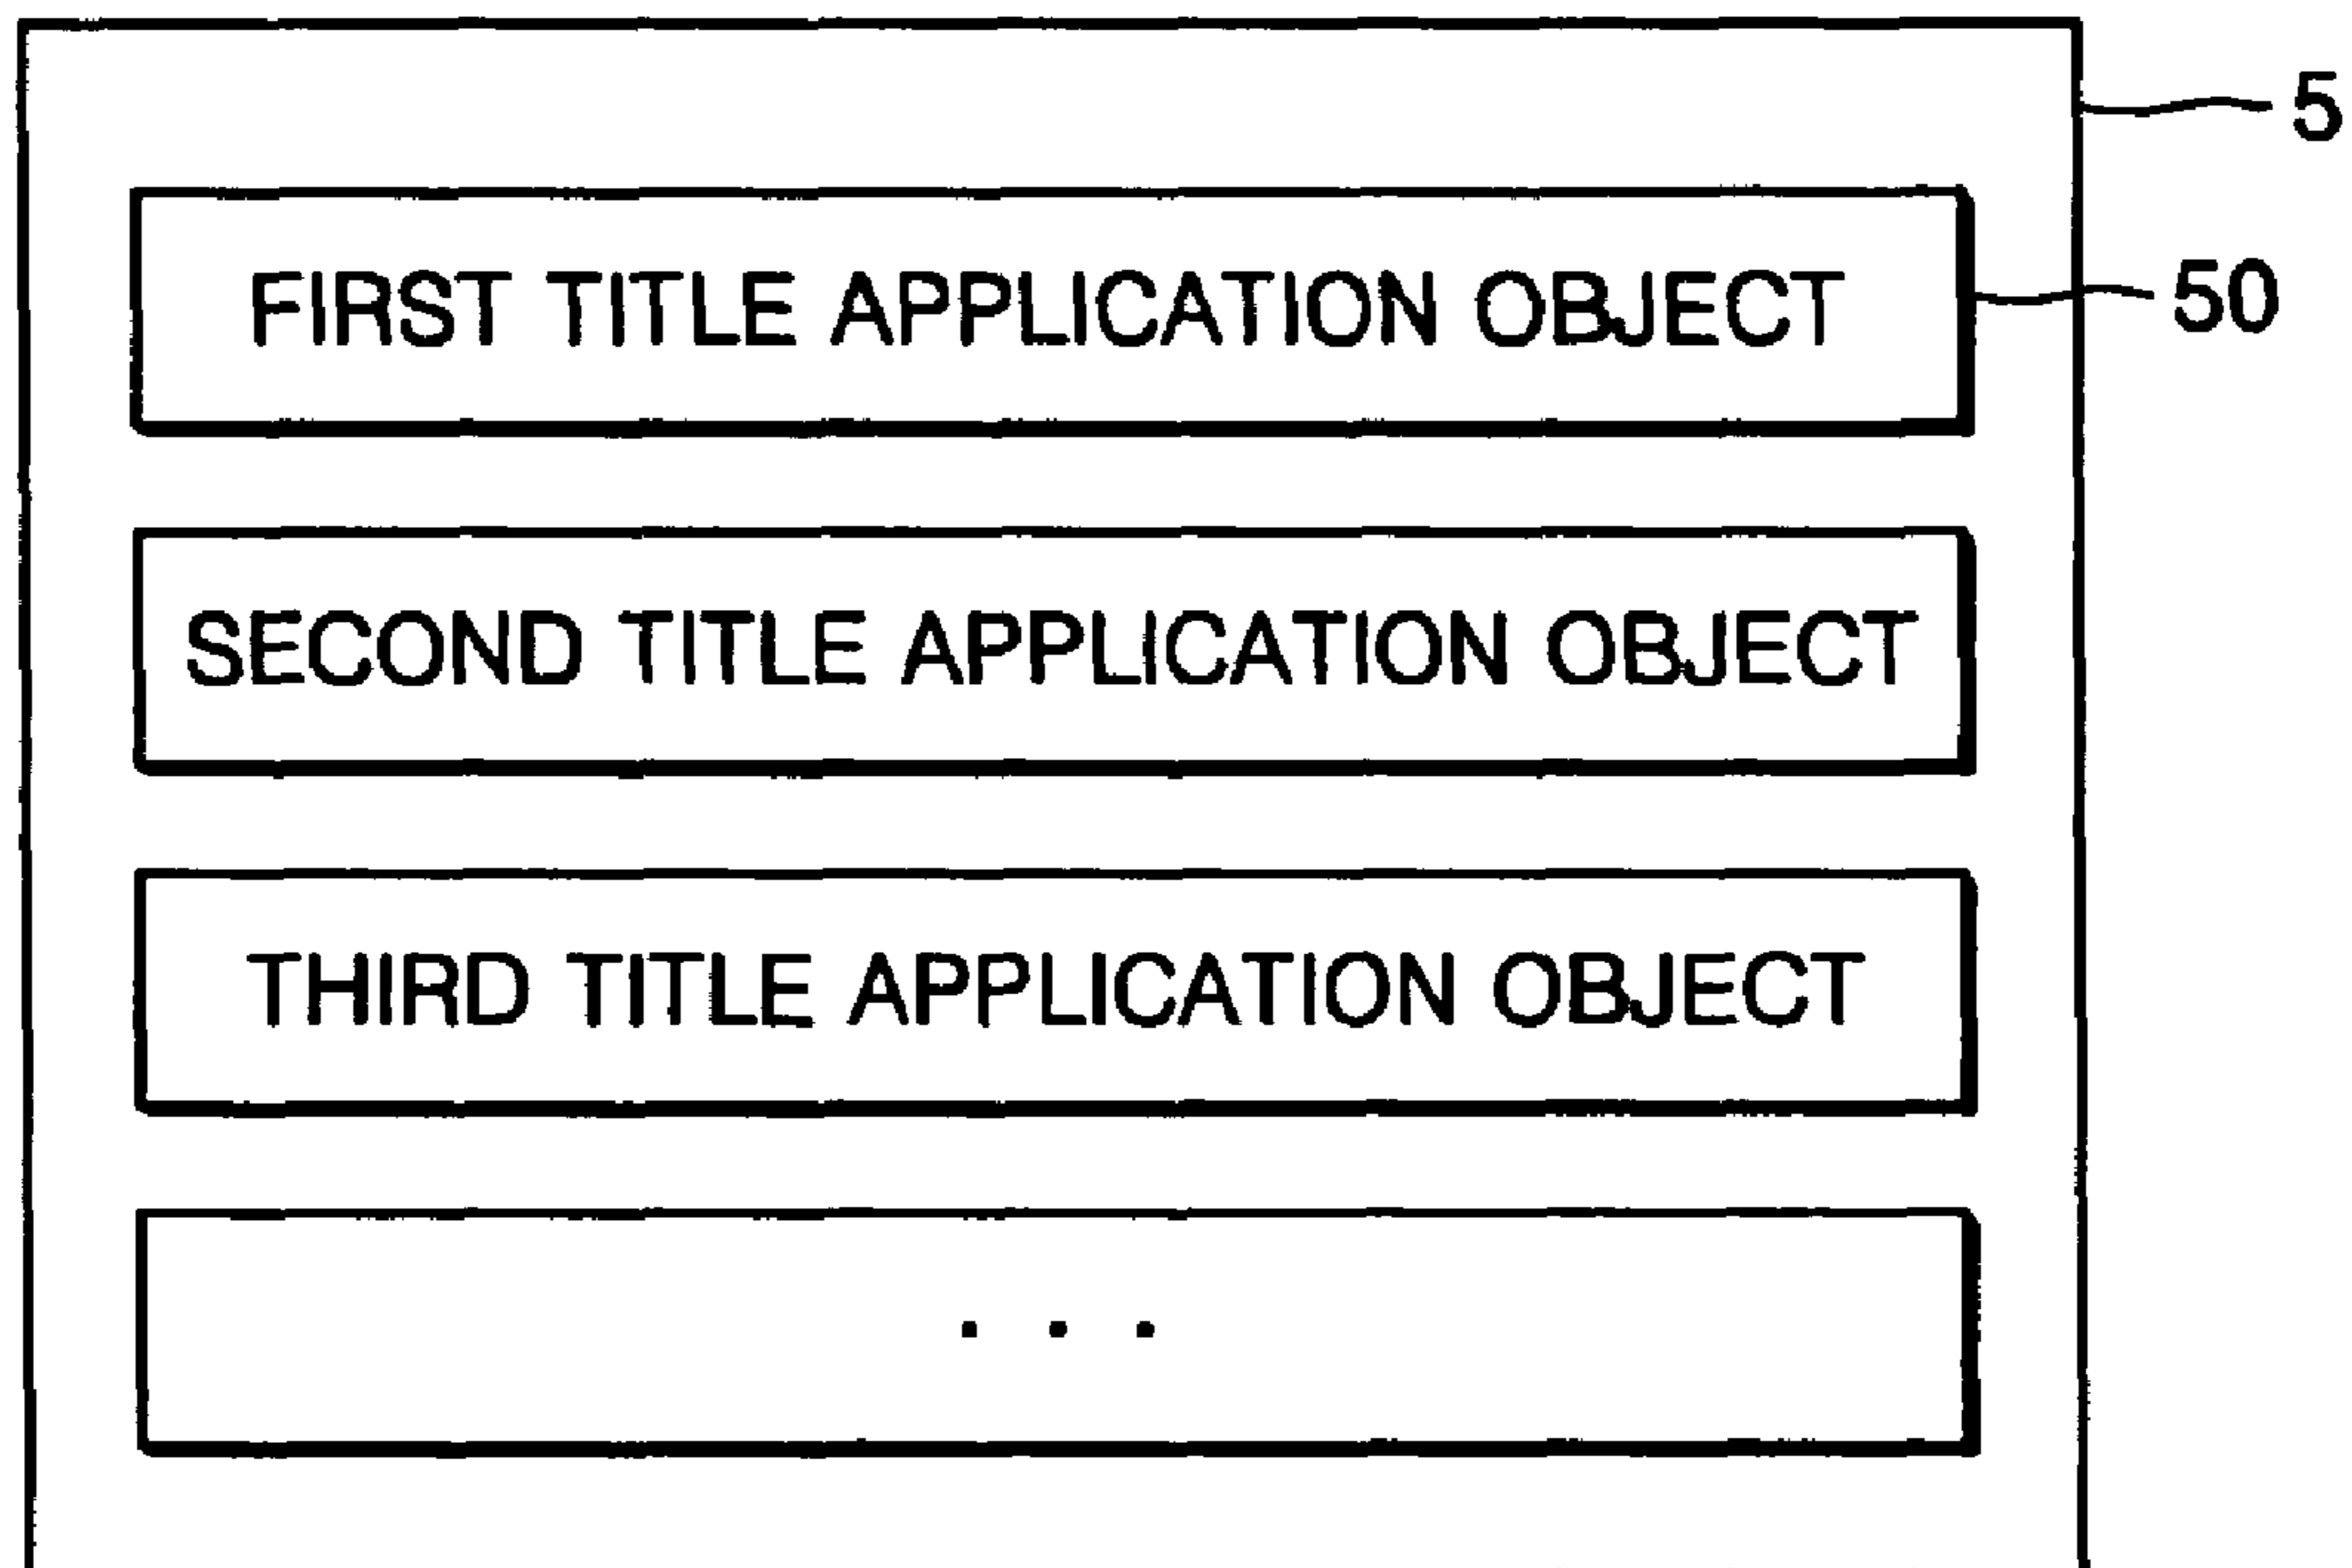 5
FIRST TITLE APPLICATION OBJECT
50
SECOND TITLE APPLICATION OBJECT
THIRD TITLE APPLICATION OBJECT
. . .